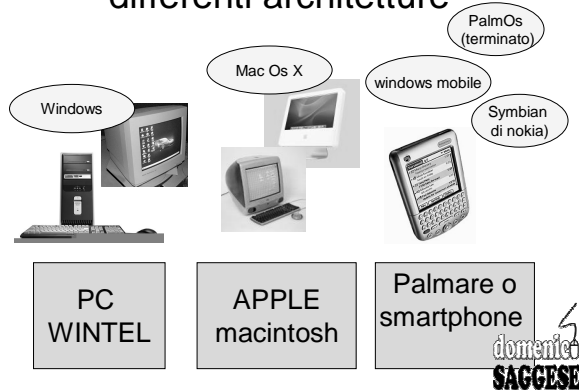 differenti architetture
PalmOs
(terminato)
Mac Os X
windows mobile
Windows
Symbian
di nokia)
PC
WINTEL
APPLE
macintosh
Palmare o
smartphone
domenico
SAGGESE